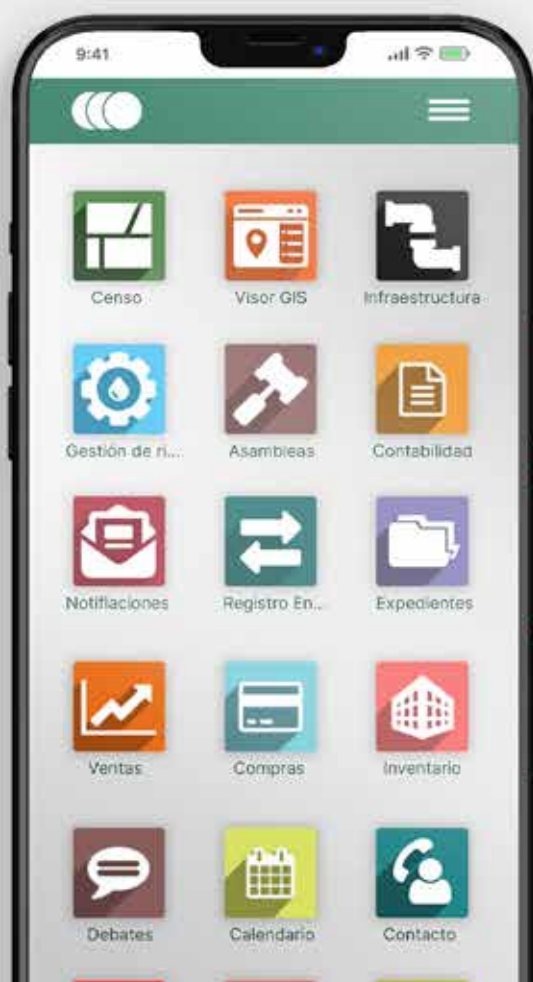 9:41
Censo
Visor GIS
Infraestructura
Gestión de ri...
Asambleas
Contabilidad
Notifiaciones
Registro En..
Expedientes
Ventas
Compras
Inventario
Debates
Calendario
Contacto